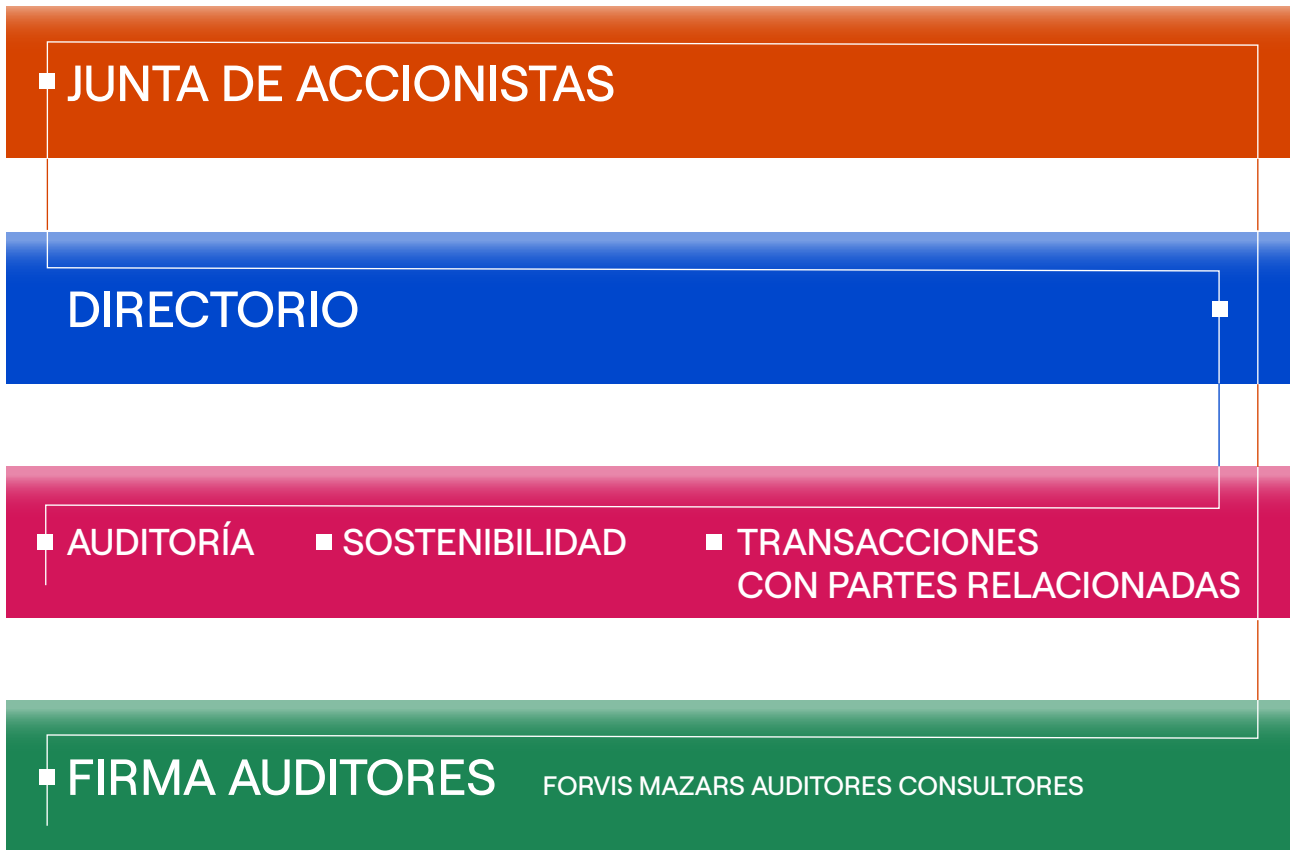 JUNTA DE ACCIONISTAS
DIRECTORIO
AUDITORÍA
SOSTENIBILIDAD
TRANSACCIONES
CON PARTES RELACIONADAS
FIRMA AUDITORES
FORVIS MAZARS AUDITORES CONSULTORES